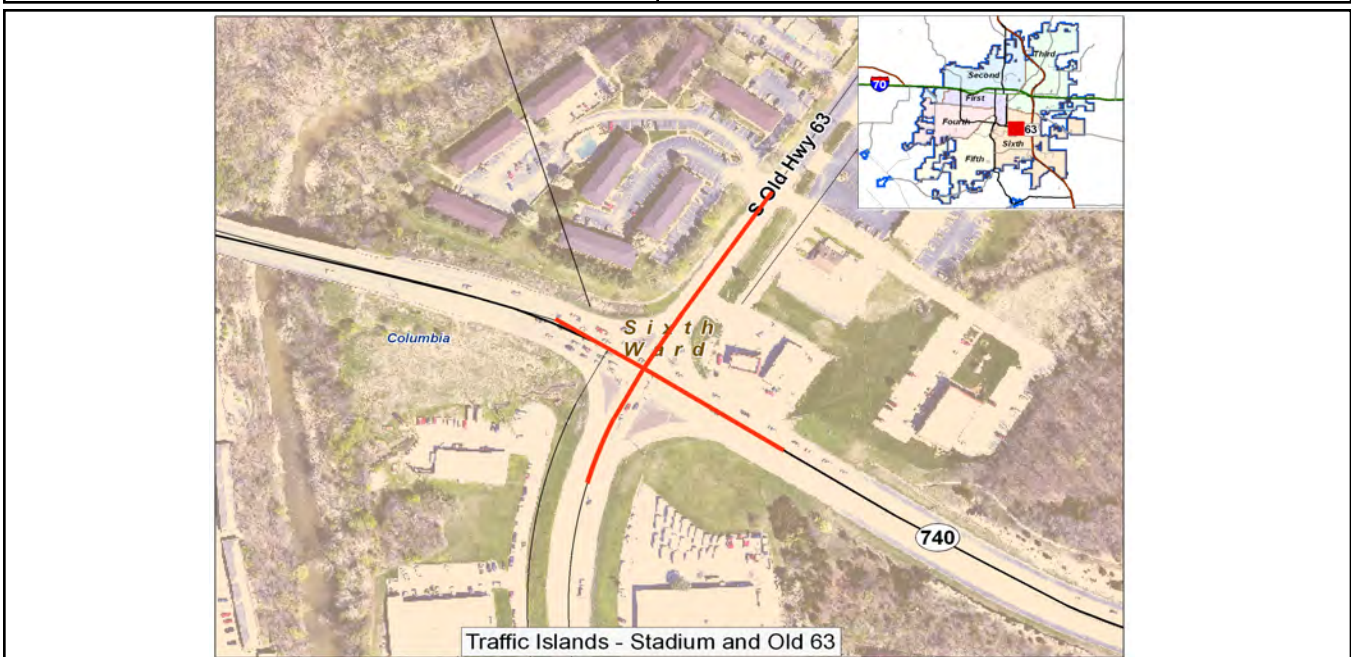 Third
Second
70
First
Fourth
63
Sixth
Fifth
S Old Hwy 63
Sixth
Ward
Columbia
740
Traffic Islands - Stadium and Old 63